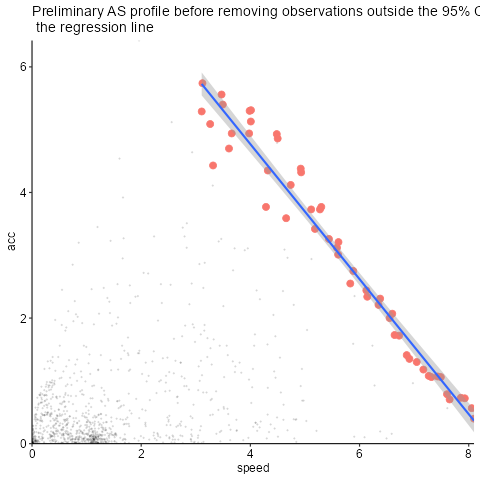 Preliminary AS profile before removing observations outside the 95%
the regression line
6
4
2
0
acc
0 2 4 6 8
speed